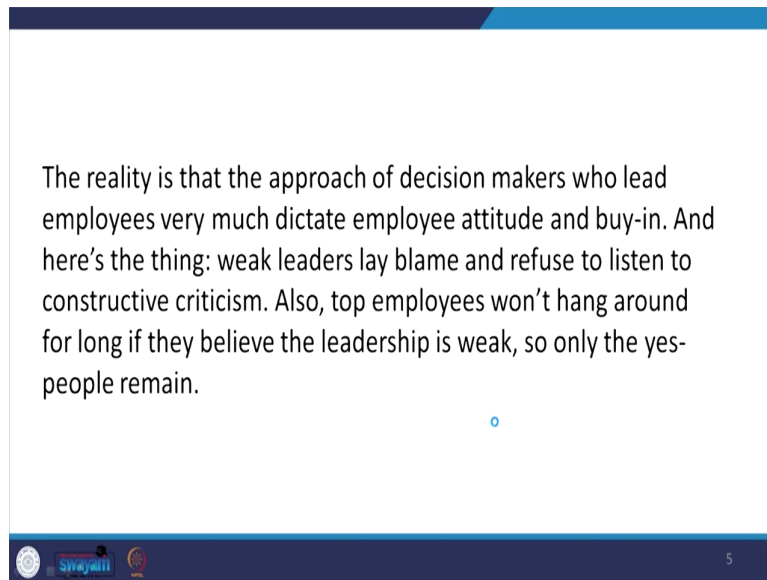 The reality is that the approach of decision makers who lead
employees very much dictate employee attitude and buy-in. And
here’s the thing: weak leaders lay blame and refuse to listen to
constructive criticism. Also, top employees won’t hang around
for long if they believe the leadership is weak, so only the yes-
people remain.
swayam
5